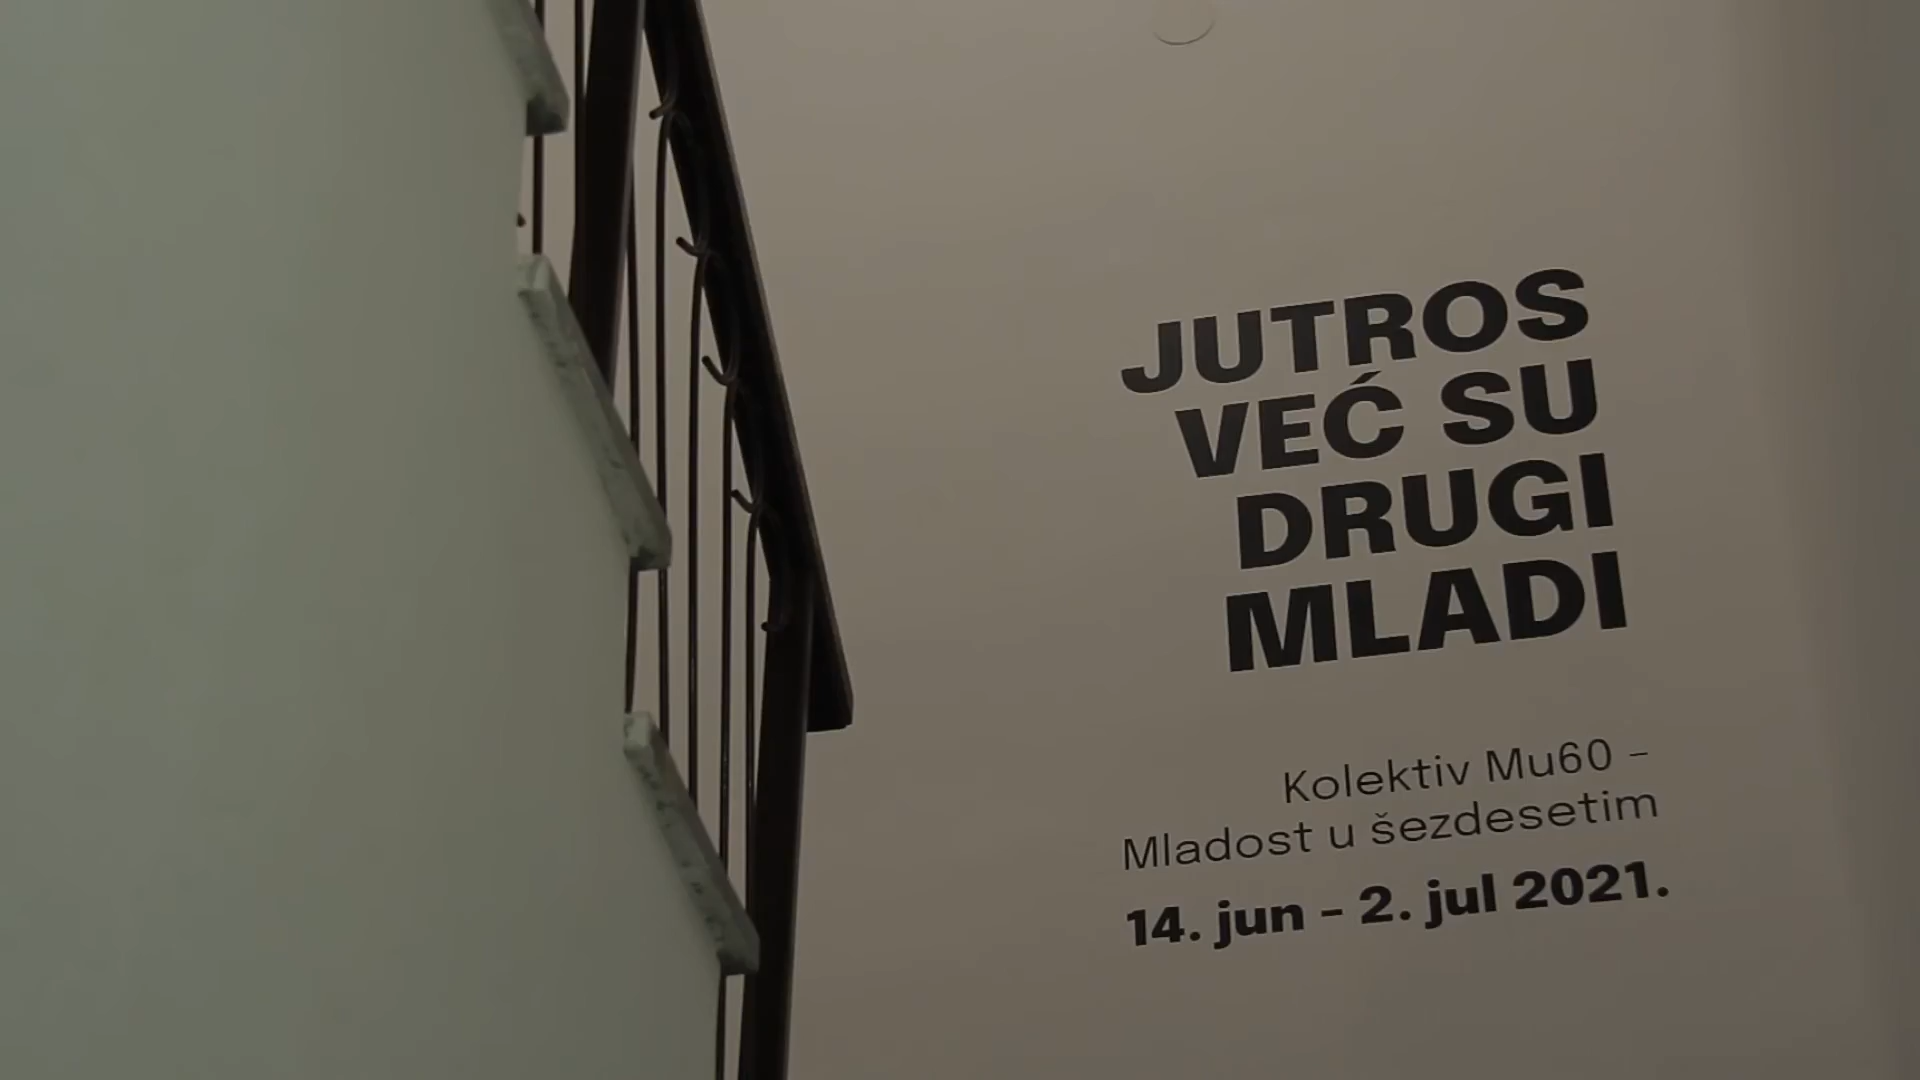 JUTROS
VEĆ SU
DRUGI
MLADI
Kolektiv Mu60 –
Mladost u šezdesetim
14. jun – 2. jul 2021.